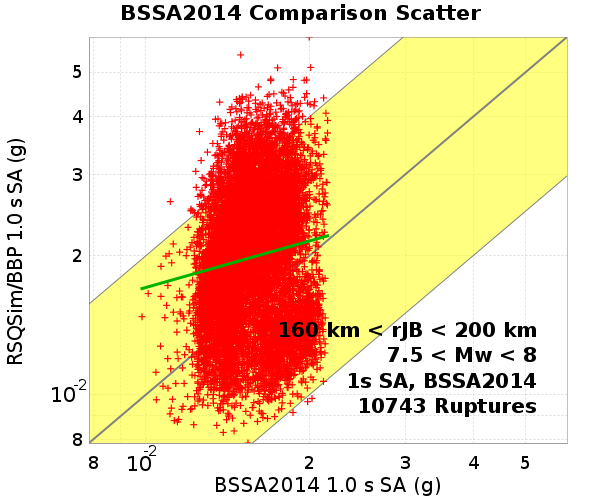 BSSA2014 Comparison Scatter
RSQSim/BBP 1.0 s SA (g)
5
4
3
2
10-2
8
160 km < rJB < 200 km
7.5 < Mw < 8
1s SA, BSSA2014
10743 Ruptures
8 10-2 2 3 4 5
BSSA2014 1.0 s SA (g)